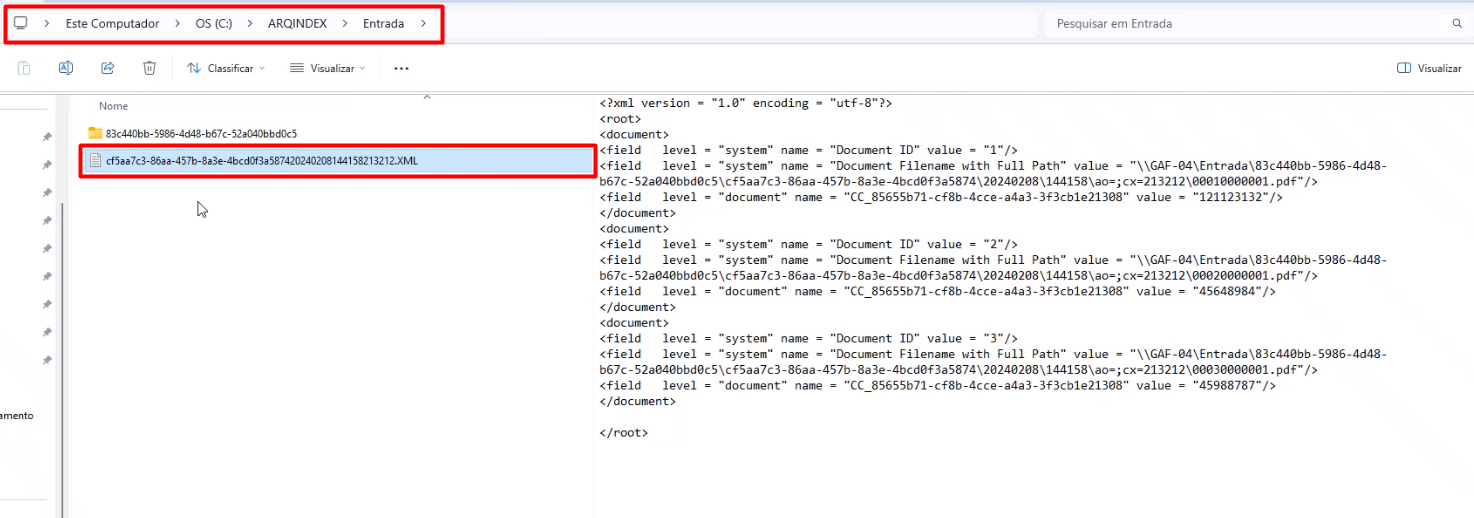 Este Computador > OS (C:) > ARQINDEX > Entrada >
Pesquisar em Entrada
Classificar
Visualizar
...
Visualizar
Nome
83c440bb-5986-4d48-b67c-52a040bbd0c5
cf5aa7c3-86aa-457b-8a3e-4bcd0f3a587420240208144158213212.XML
amento
<?xml version = "1.0" encoding = "utf-8"?>
<root>
<document>
<field   level = "system" name = "Document ID" value = "1"/>
<field   level = "system" name = "Document Filename with Full Path" value = "\\GAF-04\Entrada\83c440bb-5986-4d48-
b67c-52a040bbd0c5\cf5aa7c3-86aa-457b-8a3e-4bcd0f3a5874\20240208\144158\ao=;cx=213212\00010000001.pdf"/>
<field   level = "document" name = "CC_85655b71-cf8b-4cce-a4a3-3f3cb1e21308" value = "121123132"/>
</document>
<document>
<field   level = "system" name = "Document ID" value = "2"/>
<field   level = "system" name = "Document Filename with Full Path" value = "\\GAF-04\Entrada\83c440bb-5986-4d48-
b67c-52a040bbd0c5\cf5aa7c3-86aa-457b-8a3e-4bcd0f3a5874\20240208\144158\ao=;cx=213212\00020000001.pdf"/>
<field   level = "document" name = "CC_85655b71-cf8b-4cce-a4a3-3f3cb1e21308" value = "45648984"/>
</document>
<document>
<field   level = "system" name = "Document ID" value = "3"/>
<field   level = "system" name = "Document Filename with Full Path" value = "\\GAF-04\Entrada\83c440bb-5986-4d48-
b67c-52a040bbd0c5\cf5aa7c3-86aa-457b-8a3e-4bcd0f3a5874\20240208\144158\ao=;cx=213212\00030000001.pdf"/>
<field   level = "document" name = "CC_85655b71-cf8b-4cce-a4a3-3f3cb1e21308" value = "45988787"/>
</document>
</root>